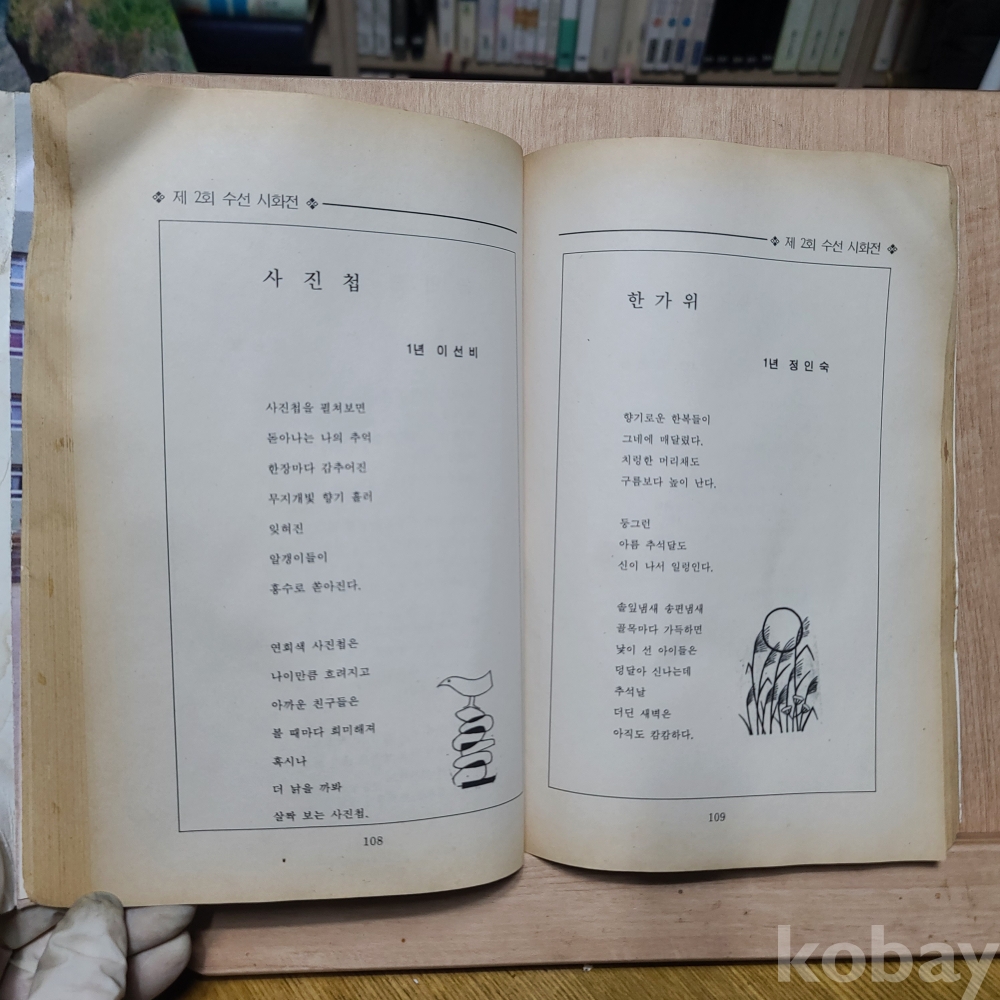 제 2회 수선 시화전
사 진 첩
1년 이 선 비
사진첩을 펼쳐보면
돋아나는 나의 추억
한장마다 감추어진
무지개빛 향기 흘러
잊혀진
알갱이들이
홍수로 쏟아진다.
연회색 사진첩은
나이만큼 흐려지고
아까운 친구들은
볼 때마다 희미해져
혹시나
더 낡을 까봐
살짝 보는 사진첩.
108
제 2회 수선 시화전
한 가 위
1년 정 인 숙
향기로운 한복들이
그네에 매달렸다.
치렁한 머리채도
구름보다 높이 난다.
둥그런
아름 추석달도
신이 나서 일렁인다.
솔잎냄새 송편냄새
골목마다 가득하면
낯이 선 아이들은
덩달아 신나는데
추석날
더딘 새벽은
아직도 캄캄하다.
109
kobay